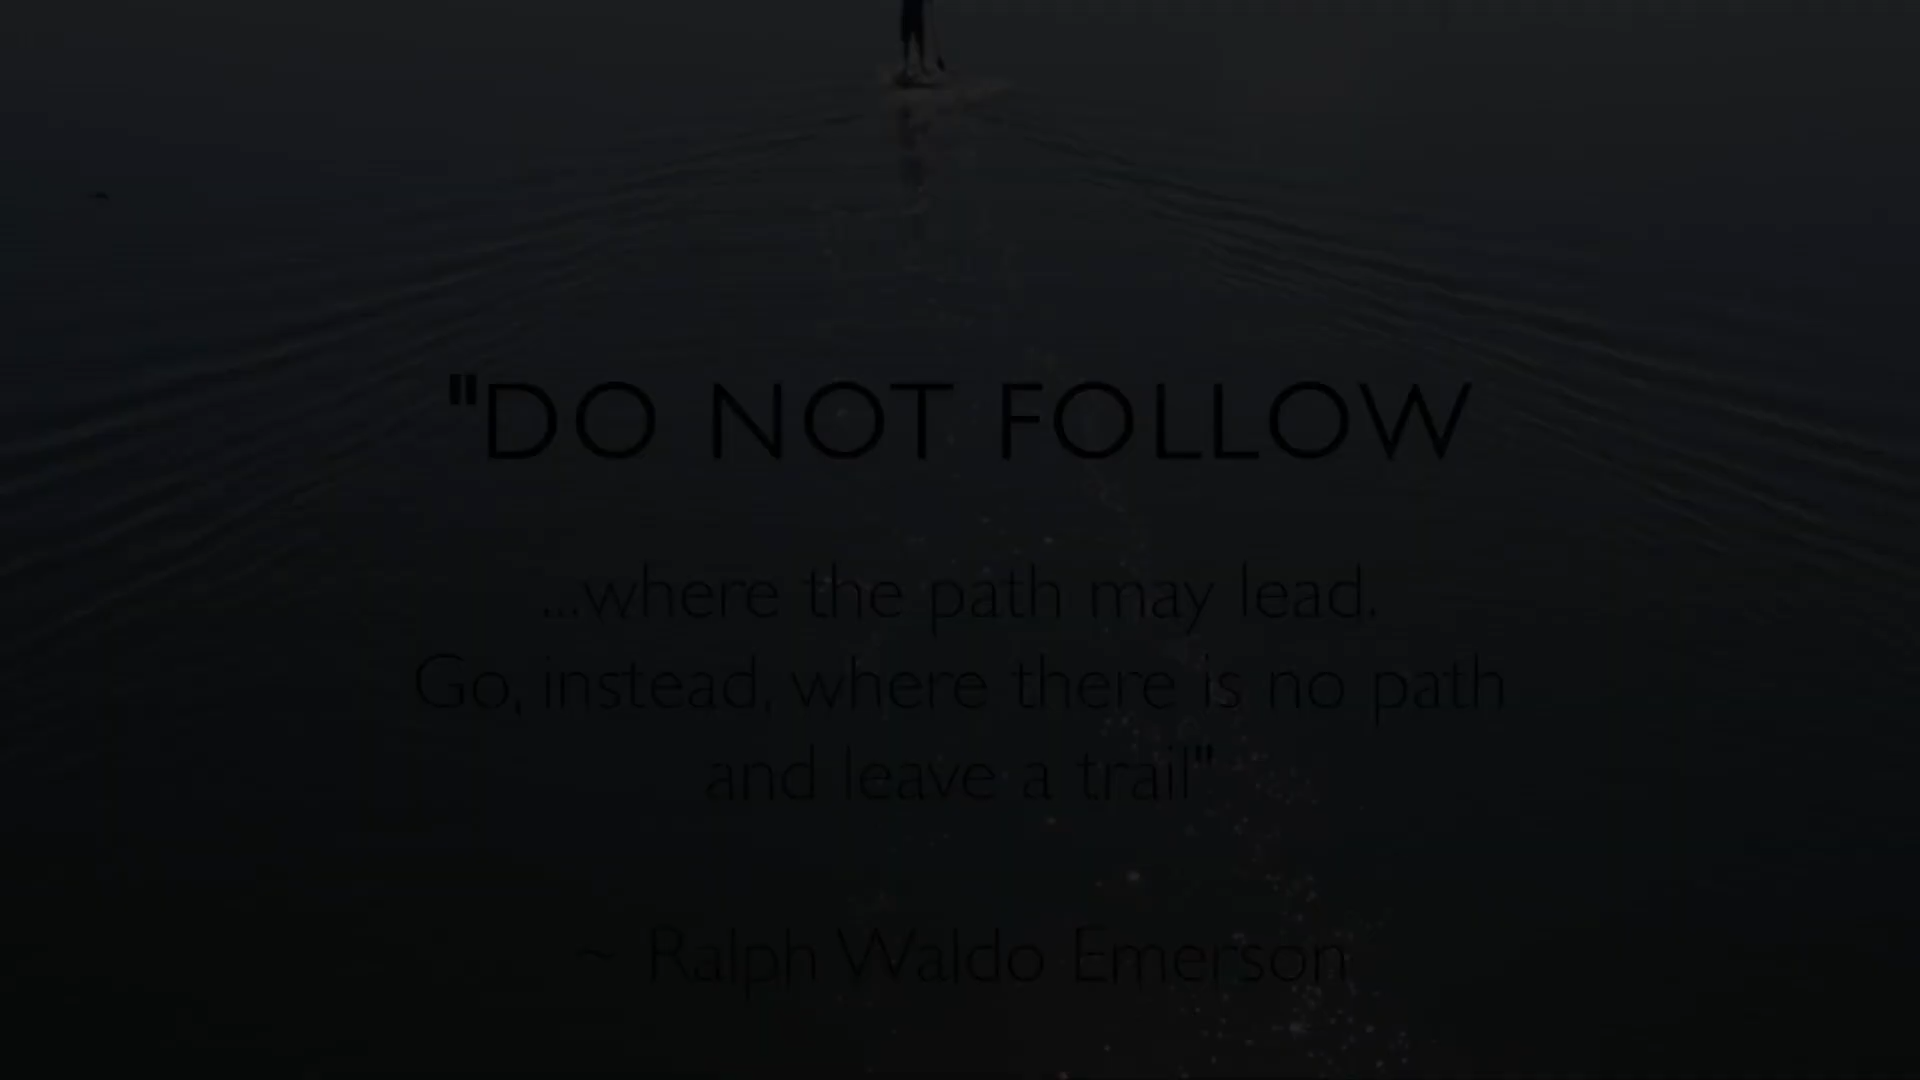 "DO NOT FOLLOW
...where the path may lead.
Go, instead, where there is no path
and leave a trail"
~ Ralph Waldo Emerson